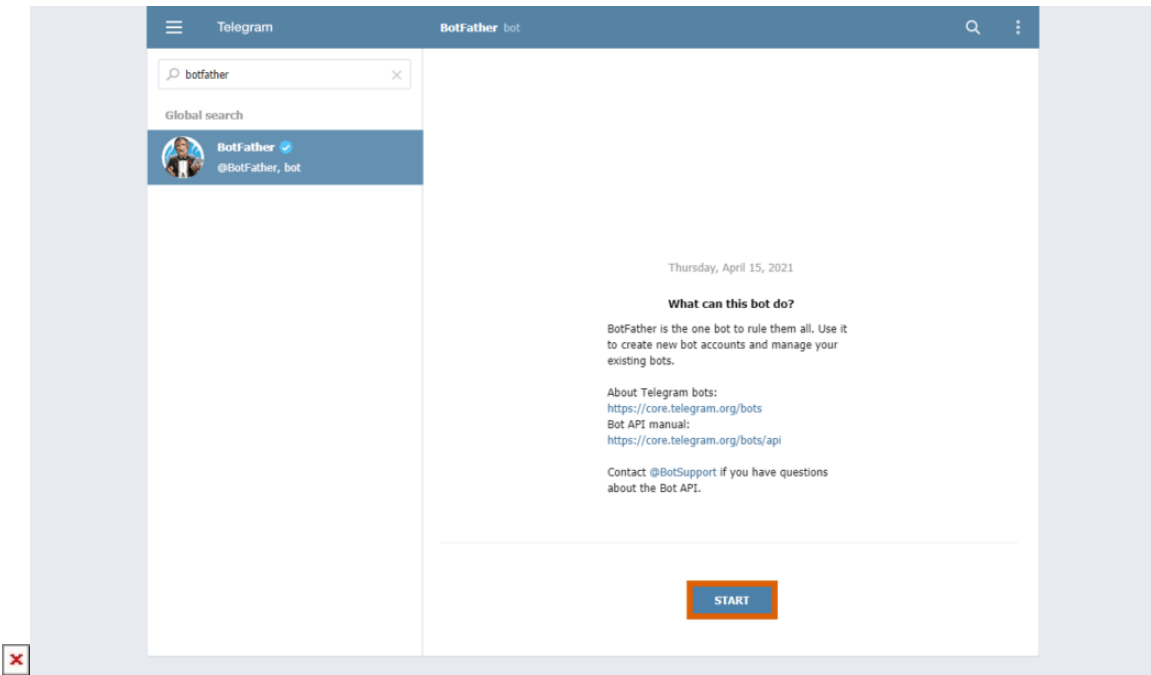 Telegram
BotFather bot
botfather
Global search
BotFather
@BotFather, bot
Thursday, April 15, 2021
What can this bot do?
BotFather is the one bot to rule them all. Use it
to create new bot accounts and manage your
existing bots.
About Telegram bots:
https://core.telegram.org/bots
Bot API manual:
https://core.telegram.org/bots/api
Contact @BotSupport if you have questions
about the Bot API.
START